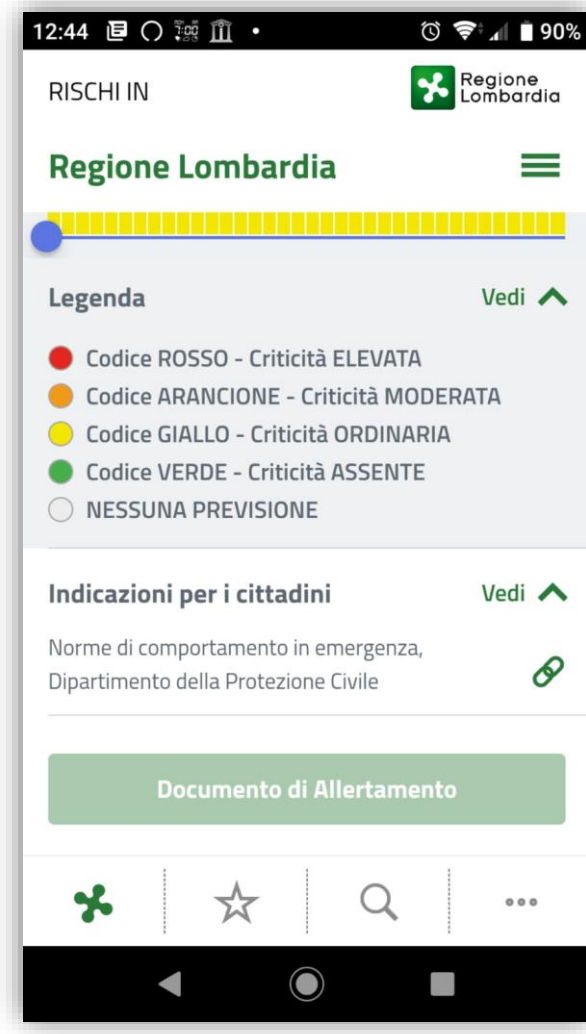 12:44
7:00
90%
RISCHI IN
Regione
Lombardia
Regione Lombardia
Legenda
Vedi
Codice ROSSO - Criticità ELEVATA
Codice ARANCIONE - Criticità MODERATA
Codice GIALLO - Criticità ORDINARIA
Codice VERDE - Criticità ASSENTE
NESSUNA PREVISIONE
Indicazioni per i cittadini
Vedi
Norme di comportamento in emergenza,
Dipartimento della Protezione Civile
Documento di Allertamento